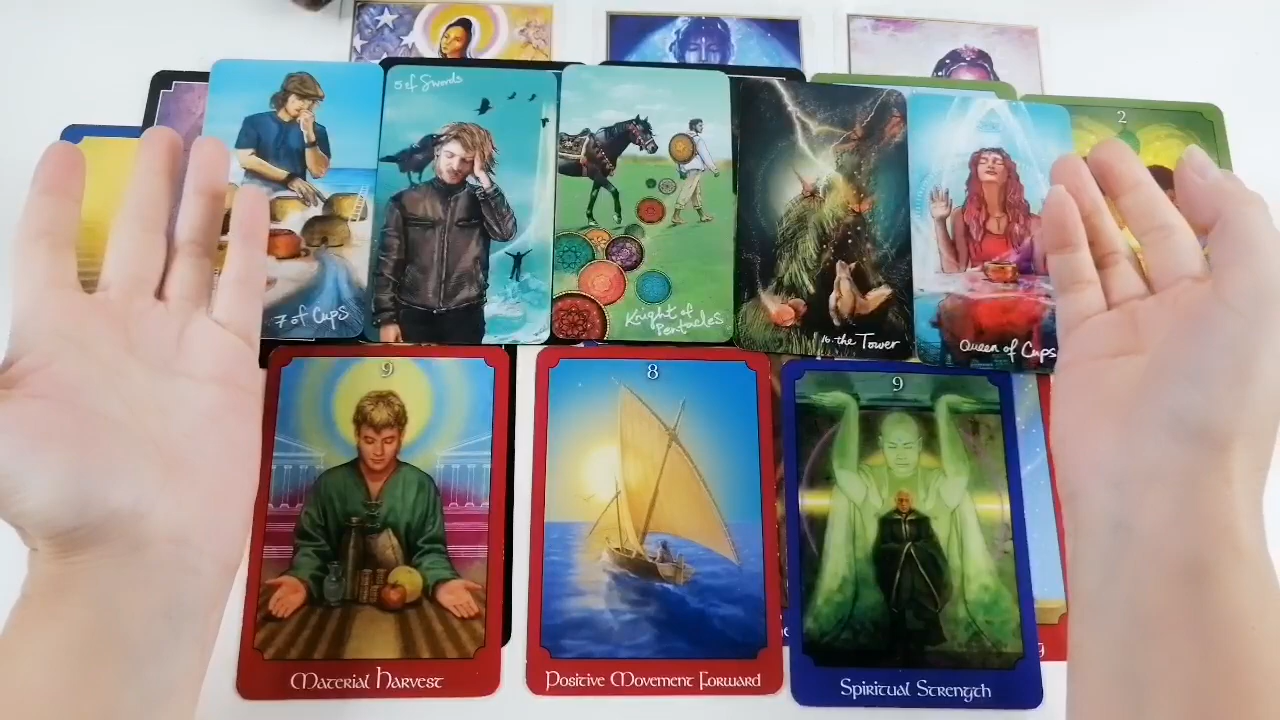 2
7 of Cups
5 of Swords
Knight of
Pentacles
16. the Tower
Queen of Cups
9
Material Harvest
8
Positive Movement Forward
9
Spiritual Strength